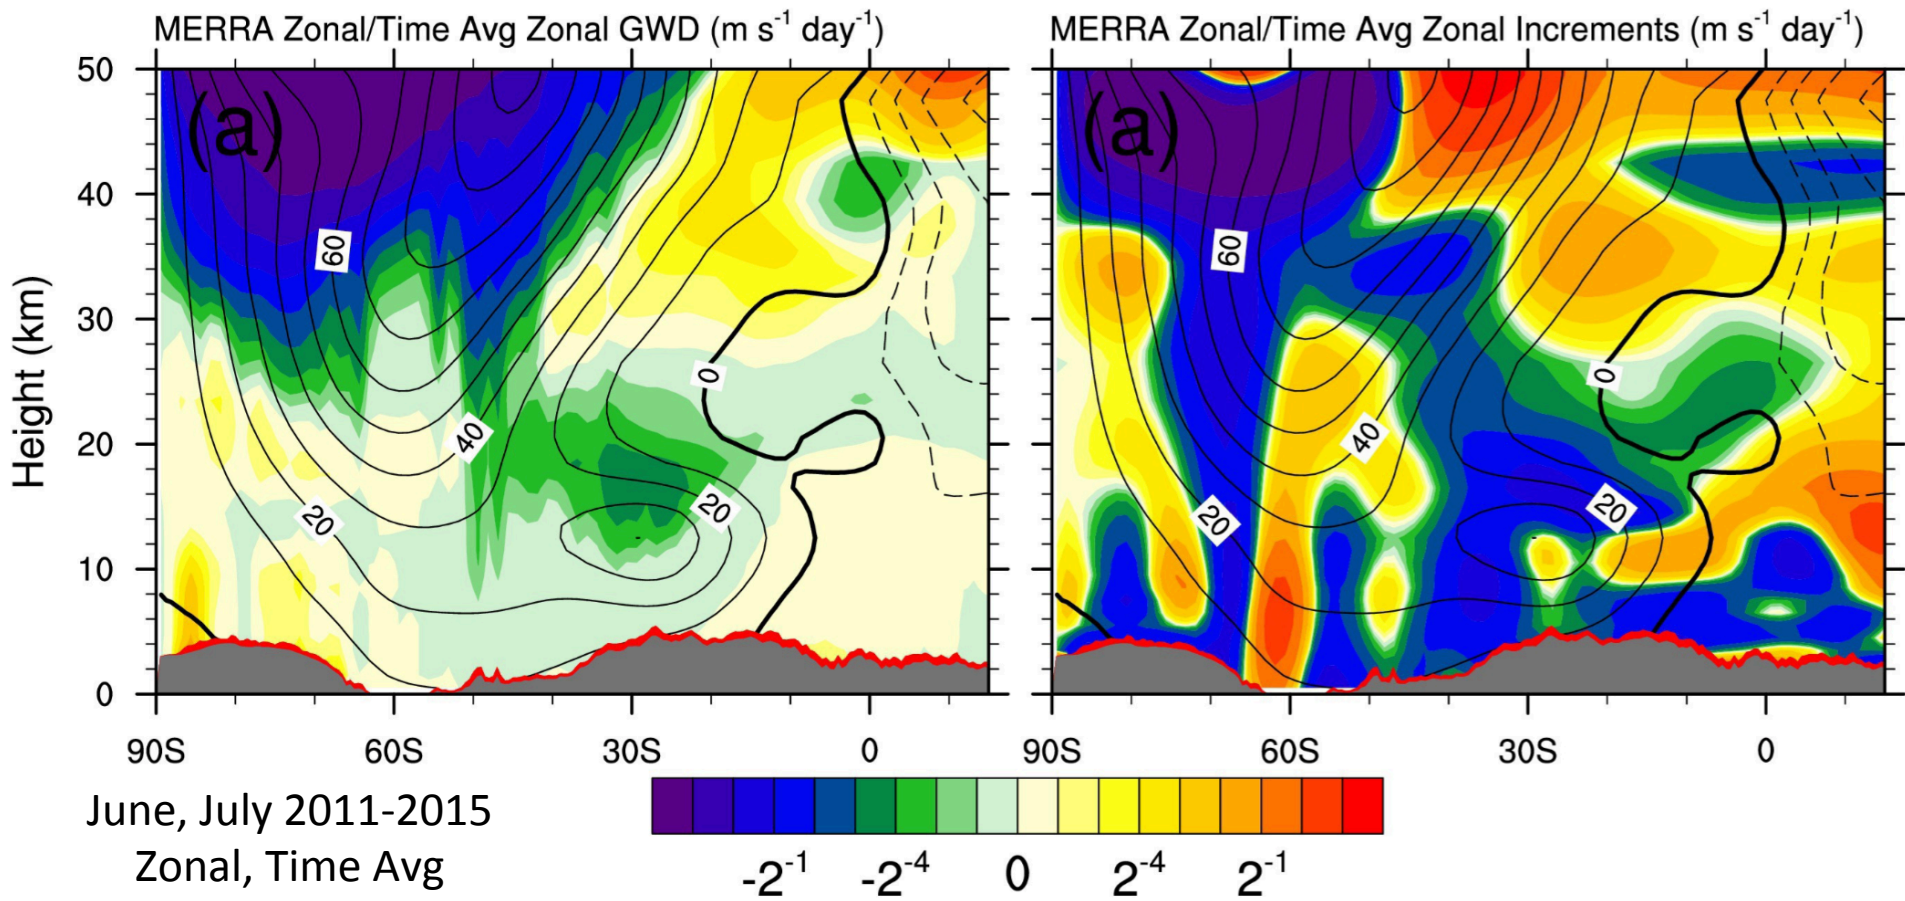 MERRA Zonal/Time Avg Zonal GWD (m s⁻¹ day⁻¹)
MERRA Zonal/Time Avg Zonal Increments (m s⁻¹ day⁻¹)
(a)
(a)
Height (km)
50
40
30
20
10
0
60
40
20
20
0
60
40
20
20
0
90S 60S 30S 0
90S 60S 30S 0
June, July 2011-2015
Zonal, Time Avg
-2⁻¹ -2⁻⁴ 0 2⁻⁴ 2⁻¹